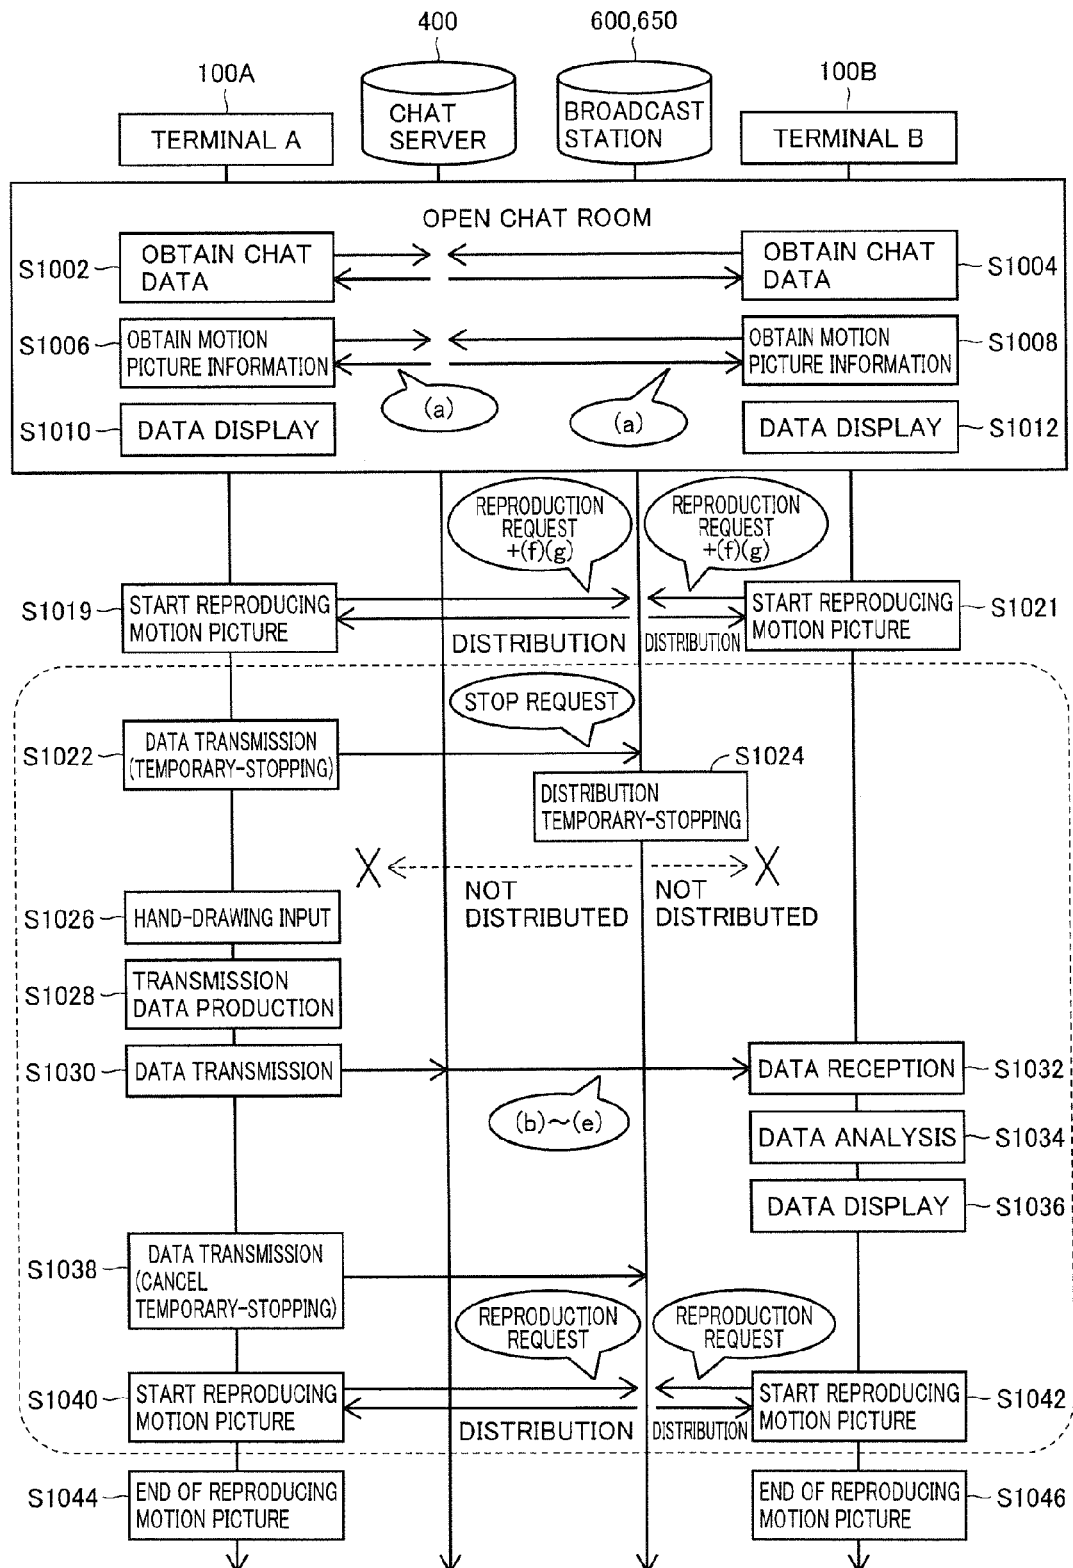 400
600,650
100A
100B
TERMINAL A
CHAT
SERVER
BROADCAST
STATION
TERMINAL B
OPEN CHAT ROOM
S1002
OBTAIN CHAT
DATA
OBTAIN CHAT
DATA
S1004
S1006
OBTAIN MOTION
PICTURE INFORMATION
OBTAIN MOTION
PICTURE INFORMATION
S1008
(a)
(a)
S1010
DATA DISPLAY
DATA DISPLAY
S1012
REPRODUCTION
REQUEST
+(f)(g)
REPRODUCTION
REQUEST
+(f)(g)
S1019
START REPRODUCING
MOTION PICTURE
START REPRODUCING
MOTION PICTURE
S1021
DISTRIBUTION
DISTRIBUTION
STOP REQUEST
S1022
DATA TRANSMISSION
(TEMPORARY-STOPPING)
S1024
DISTRIBUTION
TEMPORARY-STOPPING
NOT
DISTRIBUTED
NOT
DISTRIBUTED
S1026
HAND-DRAWING INPUT
S1028
TRANSMISSION
DATA PRODUCTION
S1030
DATA TRANSMISSION
DATA RECEPTION
S1032
(b)~(e)
DATA ANALYSIS
S1034
DATA DISPLAY
S1036
S1038
DATA TRANSMISSION
(CANCEL
TEMPORARY-STOPPING)
REPRODUCTION
REQUEST
REPRODUCTION
REQUEST
S1040
START REPRODUCING
MOTION PICTURE
START REPRODUCING
MOTION PICTURE
S1042
DISTRIBUTION
DISTRIBUTION
S1044
END OF REPRODUCING
MOTION PICTURE
END OF REPRODUCING
MOTION PICTURE
S1046